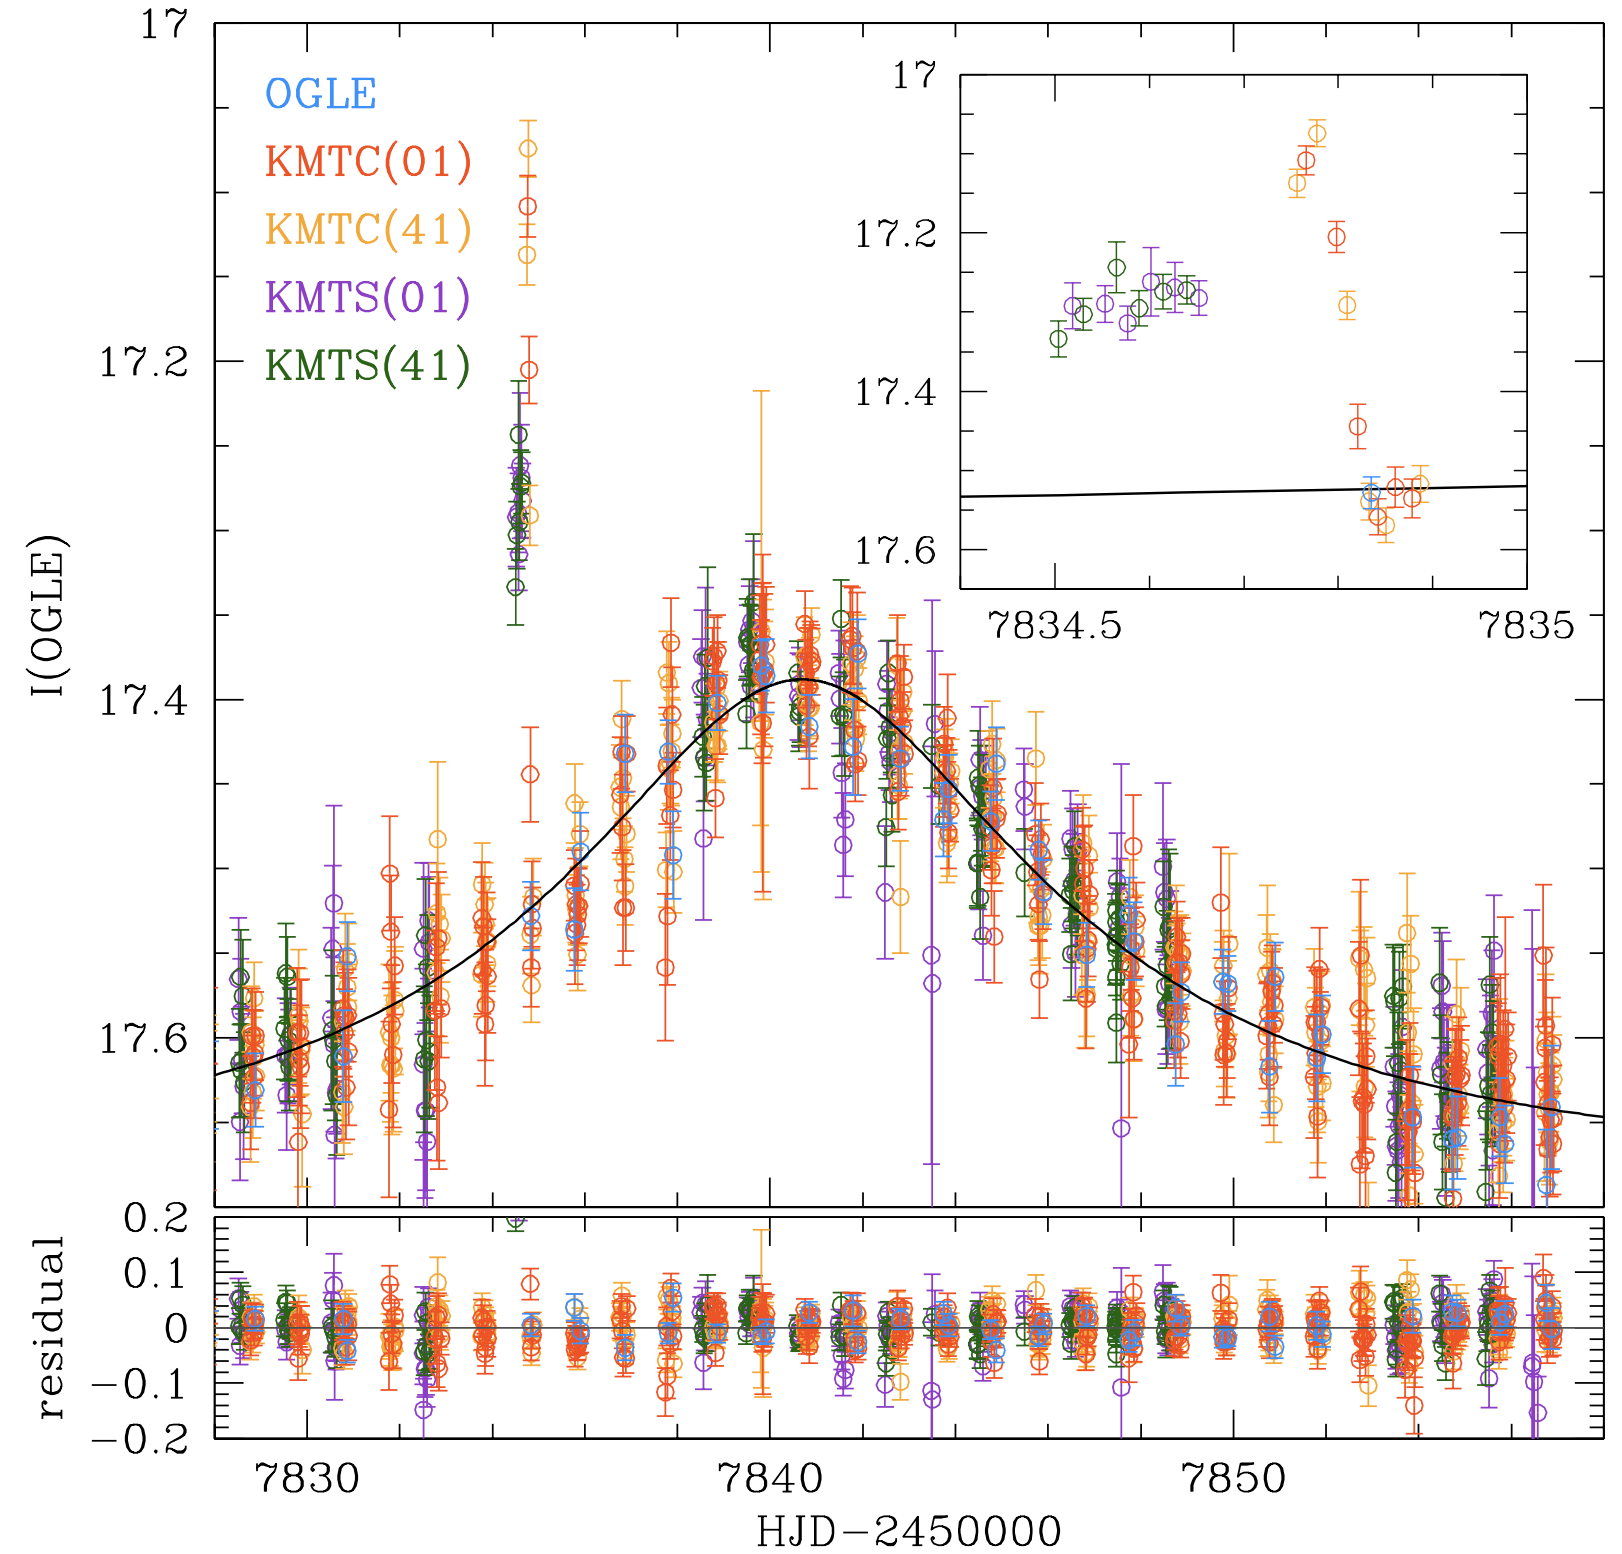 17
OGLE
KMTC(01)
KMTC(41)
KMTS(01)
KMTS(41)
17.2
17.4
17.6
I(OGLE)
17
17.2
17.4
17.6
7834.5 7835
0.2
0.1
0
−0.1
−0.2
residual
7830 7840 7850
HJD−2450000